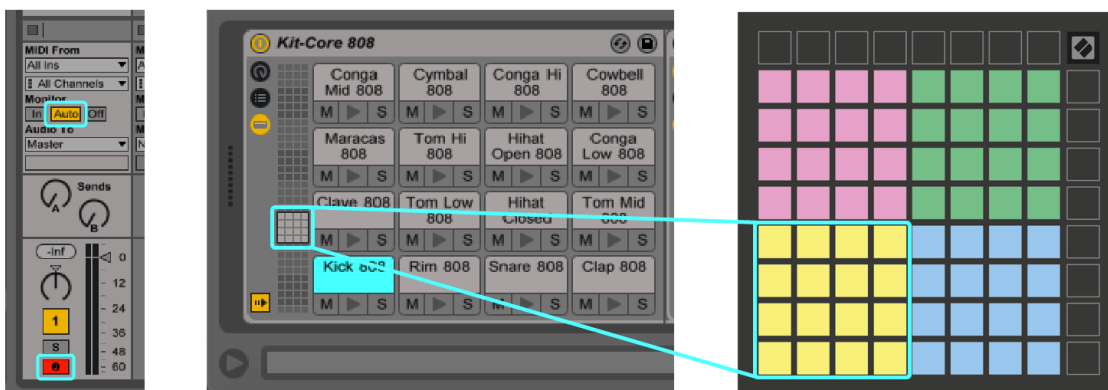 MIDI From
All Ins
All Channels
Monitor
In Auto Off
Audio To
Master
Sends
A
B
-Inf
0
12
24
36
48
60
1
S
Kit-Core 808
Conga Mid 808
M S
Cymbal 808
M S
Conga Hi 808
M S
Cowbell 808
M S
Maracas 808
M S
Tom Hi 808
M S
Hihat Open 808
M S
Conga Low 808
M S
Clave 808
M S
Tom Low 808
M S
Hihat Closed
M S
Tom Mid 808
M S
Kick 808
M S
Rim 808
M S
Snare 808
M S
Clap 808
M S